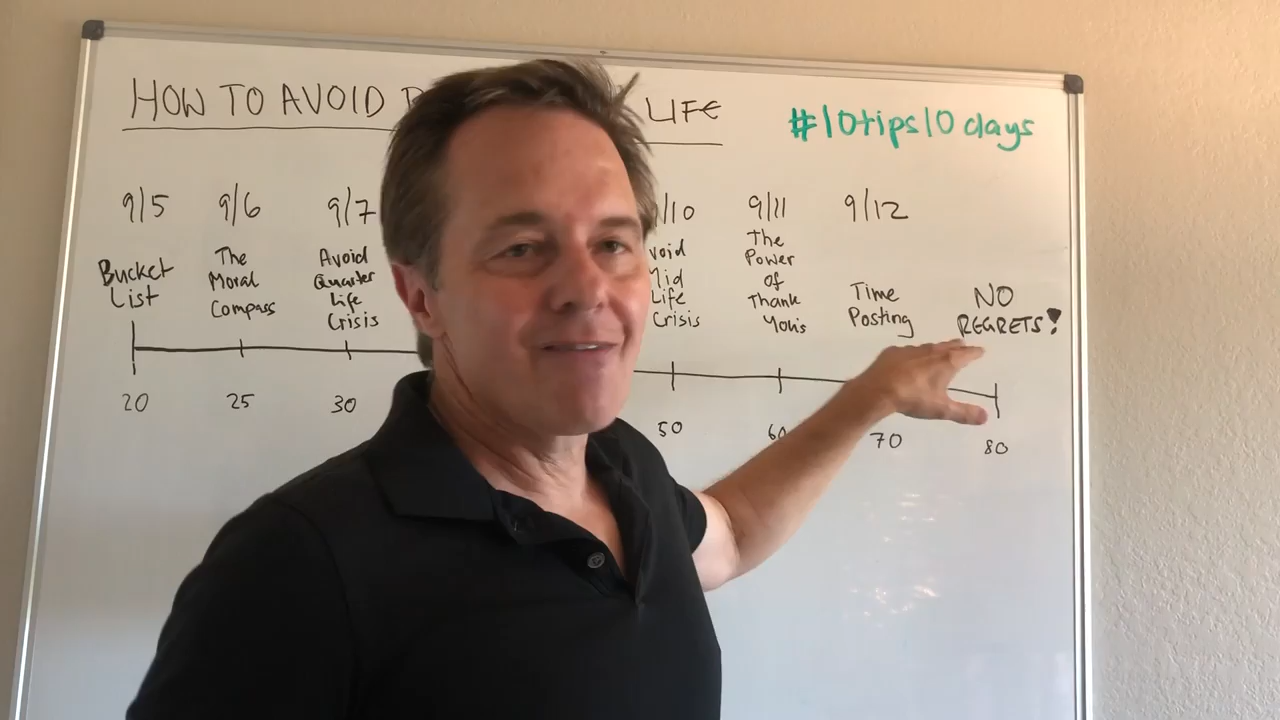 HOW TO AVOID LIFE
#10tips10days
9/5 9/6 9/7 /10 9/11 9/12
Bucket
List
The
Moral
Compass
Avoid
Quarter
Life
Crisis
void
Mid
Life
Crisis
The
Power
of
Thank
You's
Time
Posting
NO
REGRETS!
20 25 30 50 60 70 80